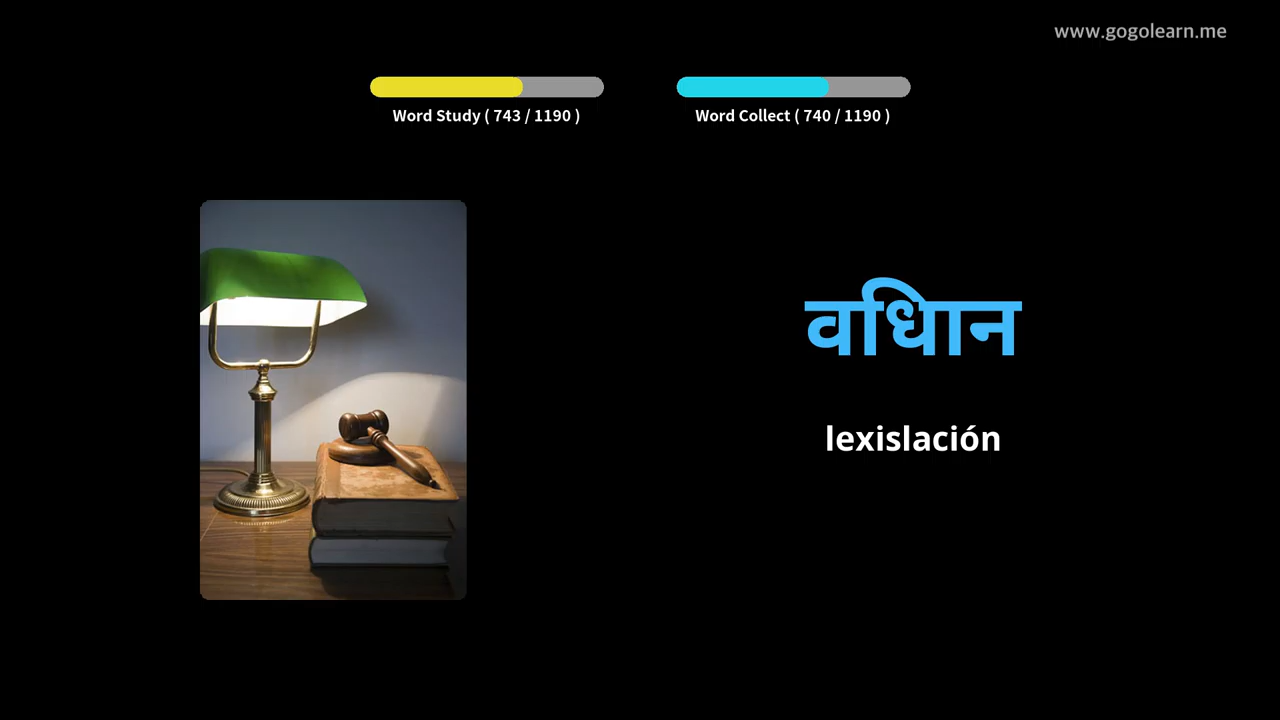 www.gogolearn.me
Word Study ( 743 / 1190 )
Word Collect ( 740 / 1190 )
वधिान
lexislación